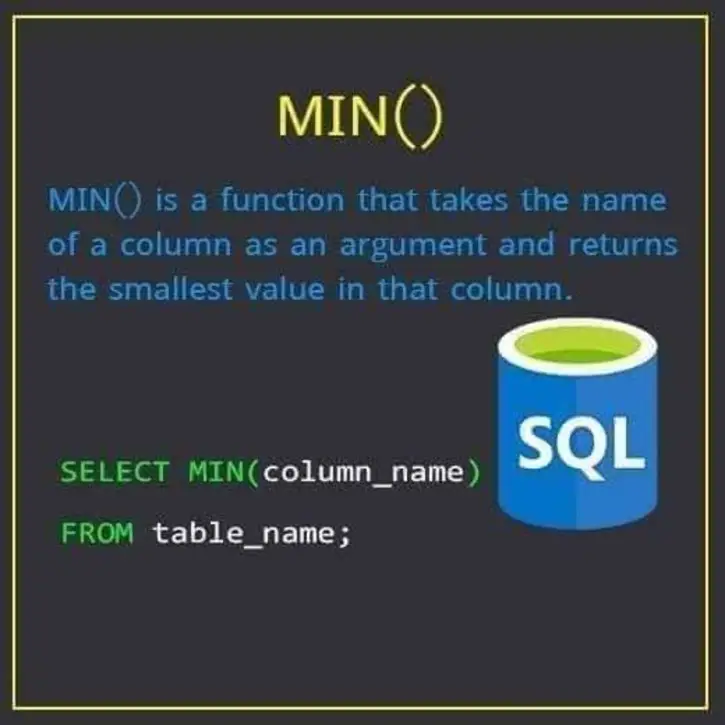 MIN()
MIN() is a function that takes the name
of a column as an argument and returns
the smallest value in that column.
SQL
SELECT MIN(column_name)
FROM table_name;